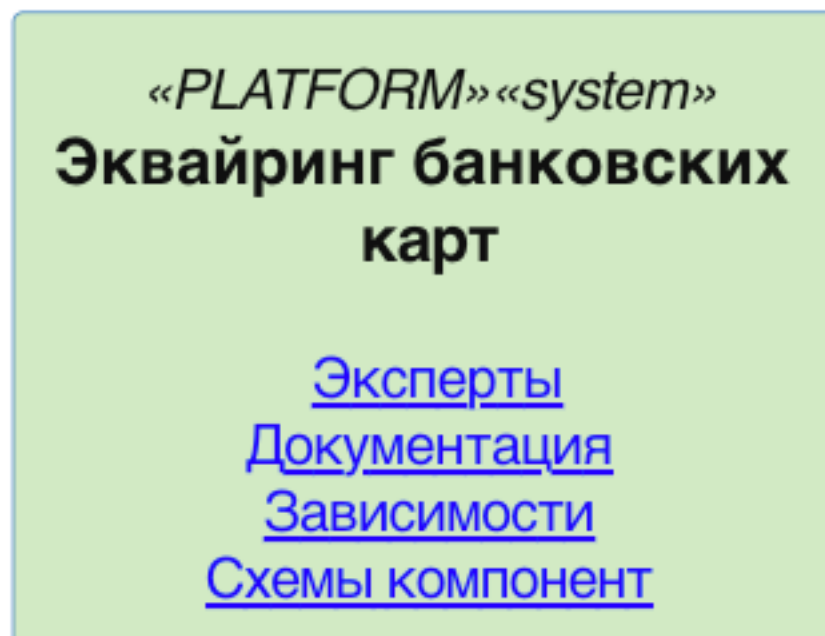 «PLATFORM»«system»
Эквайринг банковских
карт
Эксперты
Документация
Зависимости
Схемы компонент